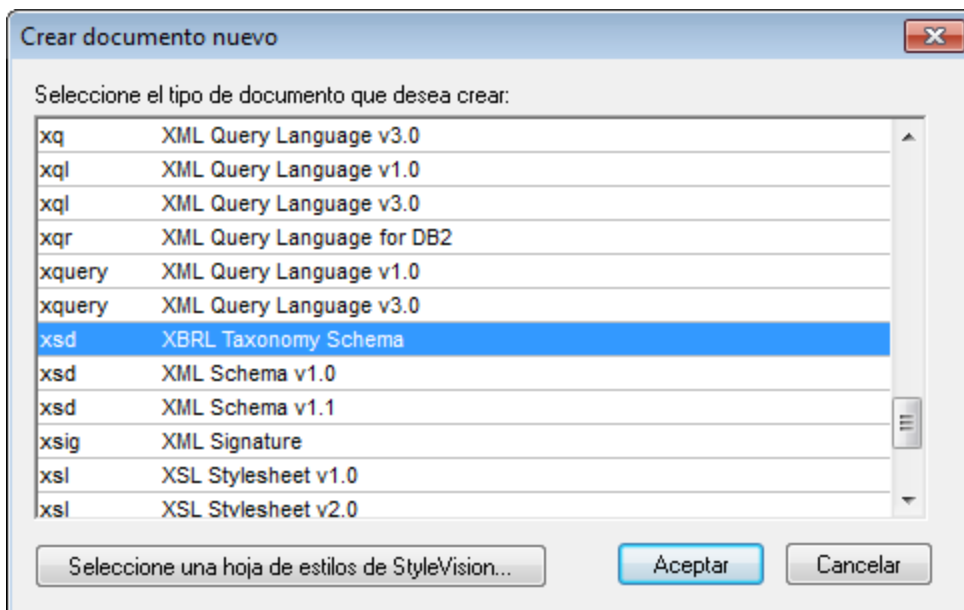 Crear documento nuevo
Seleccione el tipo de documento que desea crear:
xq XML Query Language v3.0
xql XML Query Language v1.0
xql XML Query Language v3.0
xqr XML Query Language for DB2
xquery XML Query Language v1.0
xquery XML Query Language v3.0
xsd XBRL Taxonomy Schema
xsd XML Schema v1.0
xsd XML Schema v1.1
xsig XML Signature
xsl XSL Stylesheet v1.0
xsl XSL Stylesheet v2.0
Seleccione una hoja de estilos de StyleVision... Aceptar Cancelar